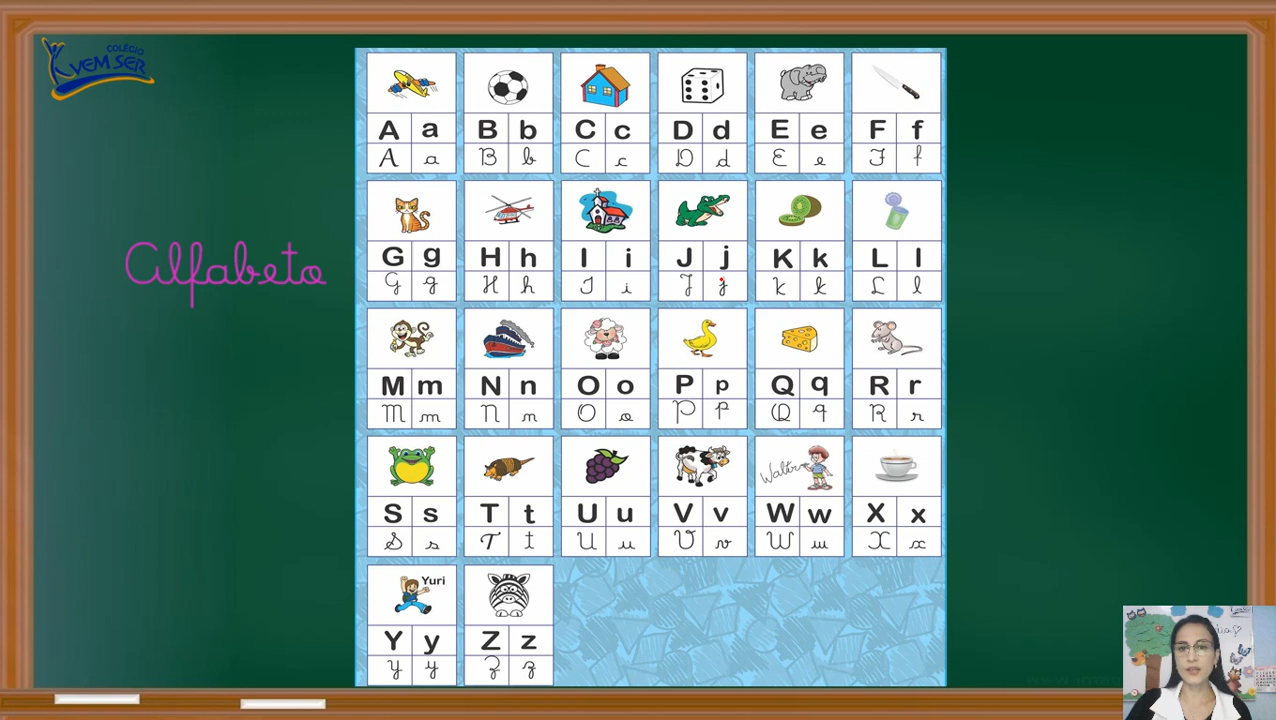 COLÉGIO
VEM SER
Alfabeto
A a B b C c D d E e F f
A a B b C c D d E e F f
G g H h I i J j K k L l
G g H h I i J j K k L l
M m N n O o P p Q q R r
M m N n O o P p Q q R r
Walter
S s T t U u V v W w X x
S s T t U u V v W w X x
Yuri
Y y Z z
Y y Z z